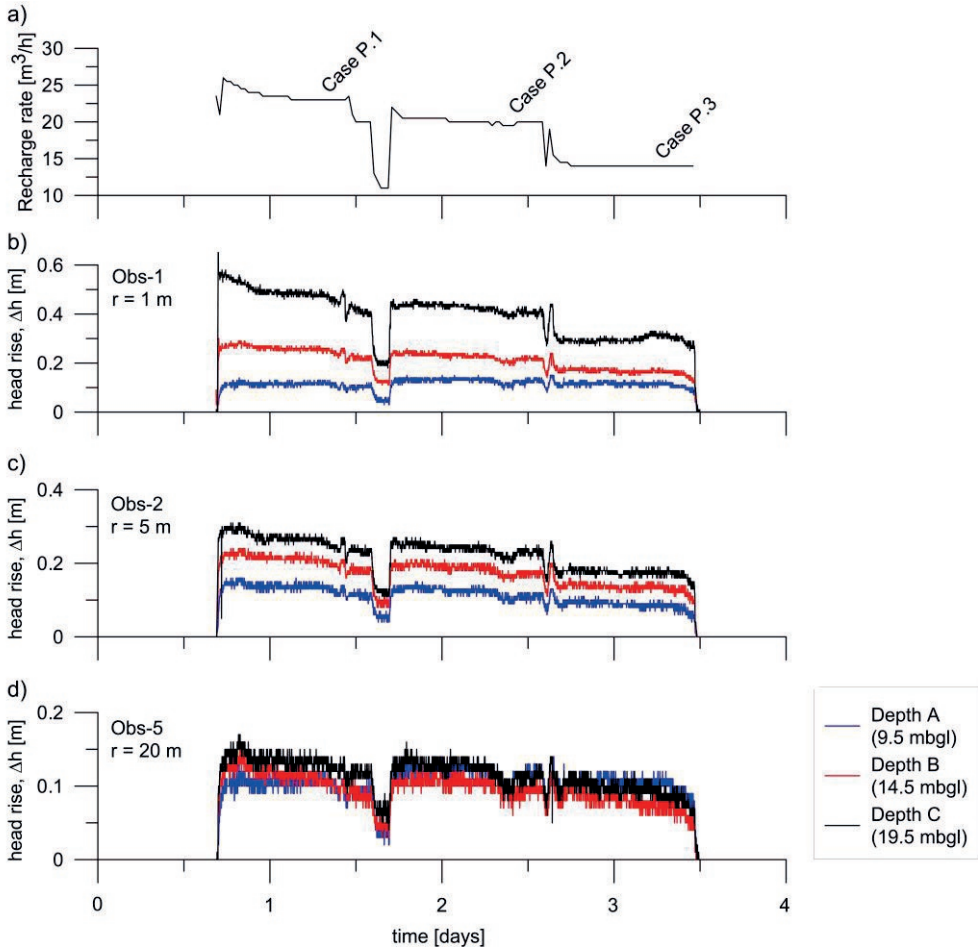 a)
Recharge rate [m³/h]
30
25
20
15
10
Case P.1
Case P.2
Case P.3
b)
head rise, Δh [m]
0.6
0.4
0.2
0
Obs-1
r = 1 m
c)
head rise, Δh [m]
0.4
0.2
0
Obs-2
r = 5 m
d)
head rise, Δh [m]
0.2
0.1
0
Obs-5
r = 20 m
0 1 2 3 4
time [days]
Depth A
(9.5 mbgl)
Depth B
(14.5 mbgl)
Depth C
(19.5 mbgl)